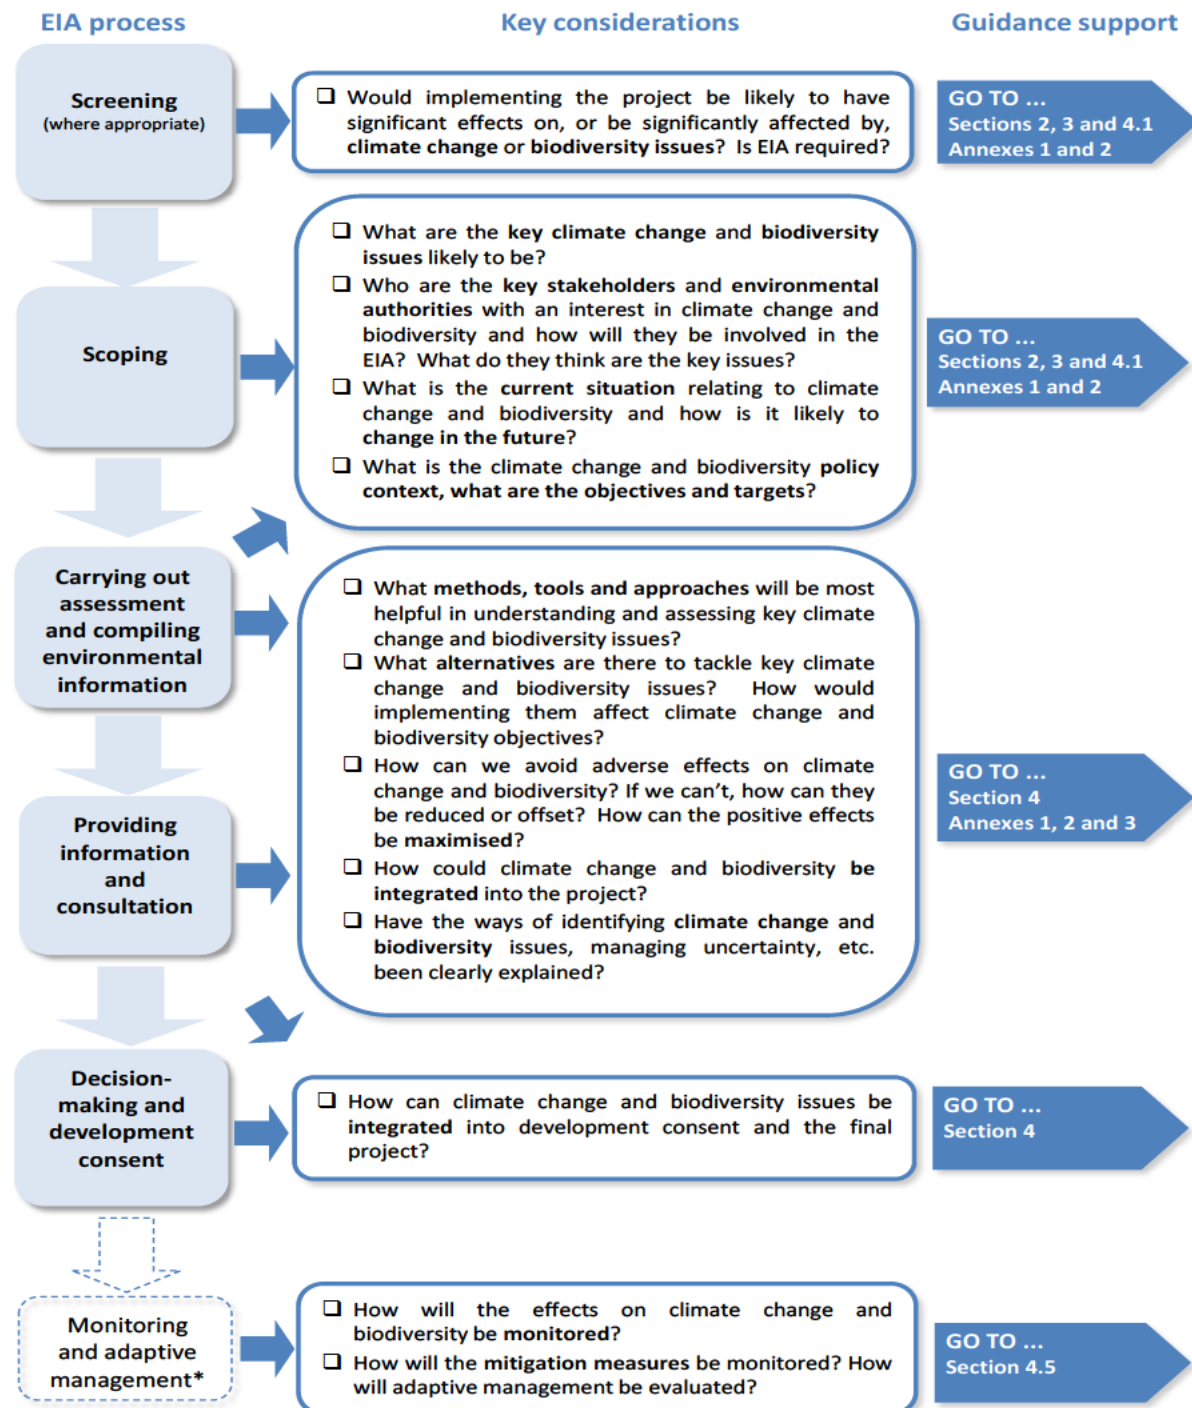 EIA process
Key considerations
Guidance support
Screening
(where appropriate)
❑ Would implementing the project be likely to have
significant effects on, or be significantly affected by,
climate change or biodiversity issues? Is EIA required?
GO TO ...
Sections 2, 3 and 4.1
Annexes 1 and 2
Scoping
❑ What are the key climate change and biodiversity
issues likely to be?
❑ Who are the key stakeholders and environmental
authorities with an interest in climate change and
biodiversity and how will they be involved in the
EIA? What do they think are the key issues?
❑ What is the current situation relating to climate
change and biodiversity and how is it likely to
change in the future?
❑ What is the climate change and biodiversity policy
context, what are the objectives and targets?
GO TO ...
Sections 2, 3 and 4.1
Annexes 1 and 2
Carrying out
assessment
and compiling
environmental
information
Providing
information
and
consultation
❑ What methods, tools and approaches will be most
helpful in understanding and assessing key climate
change and biodiversity issues?
❑ What alternatives are there to tackle key climate
change and biodiversity issues? How would
implementing them affect climate change and
biodiversity objectives?
❑ How can we avoid adverse effects on climate
change and biodiversity? If we can't, how can they
be reduced or offset? How can the positive effects
be maximised?
❑ How could climate change and biodiversity be
integrated into the project?
❑ Have the ways of identifying climate change and
biodiversity issues, managing uncertainty, etc.
been clearly explained?
GO TO ...
Section 4
Annexes 1, 2 and 3
Decision-
making and
development
consent
❑ How can climate change and biodiversity issues be
integrated into development consent and the final
project?
GO TO ...
Section 4
Monitoring
and adaptive
management*
❑ How will the effects on climate change and
biodiversity be monitored?
❑ How will the mitigation measures be monitored? How
will adaptive management be evaluated?
GO TO ...
Section 4.5